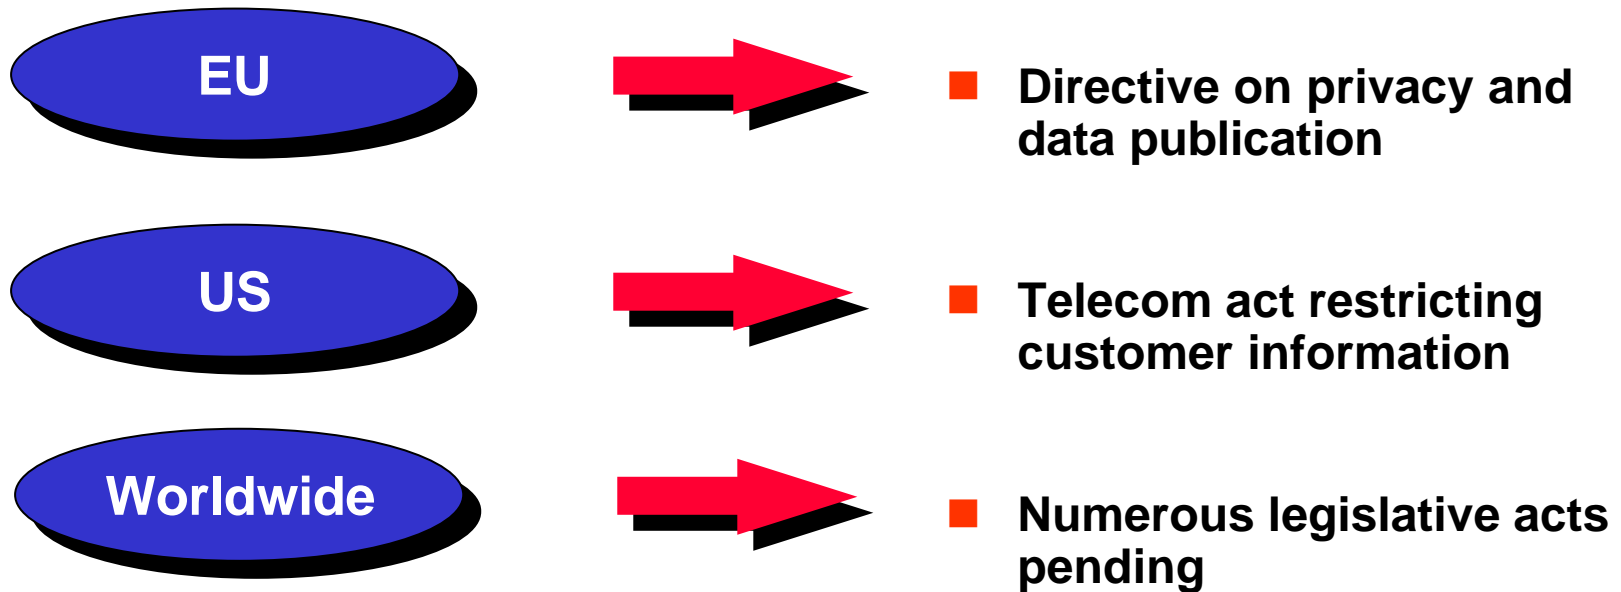 EU
Directive on privacy and
data publication
US
Telecom act restricting
customer information
Worldwide
Numerous legislative acts
pending